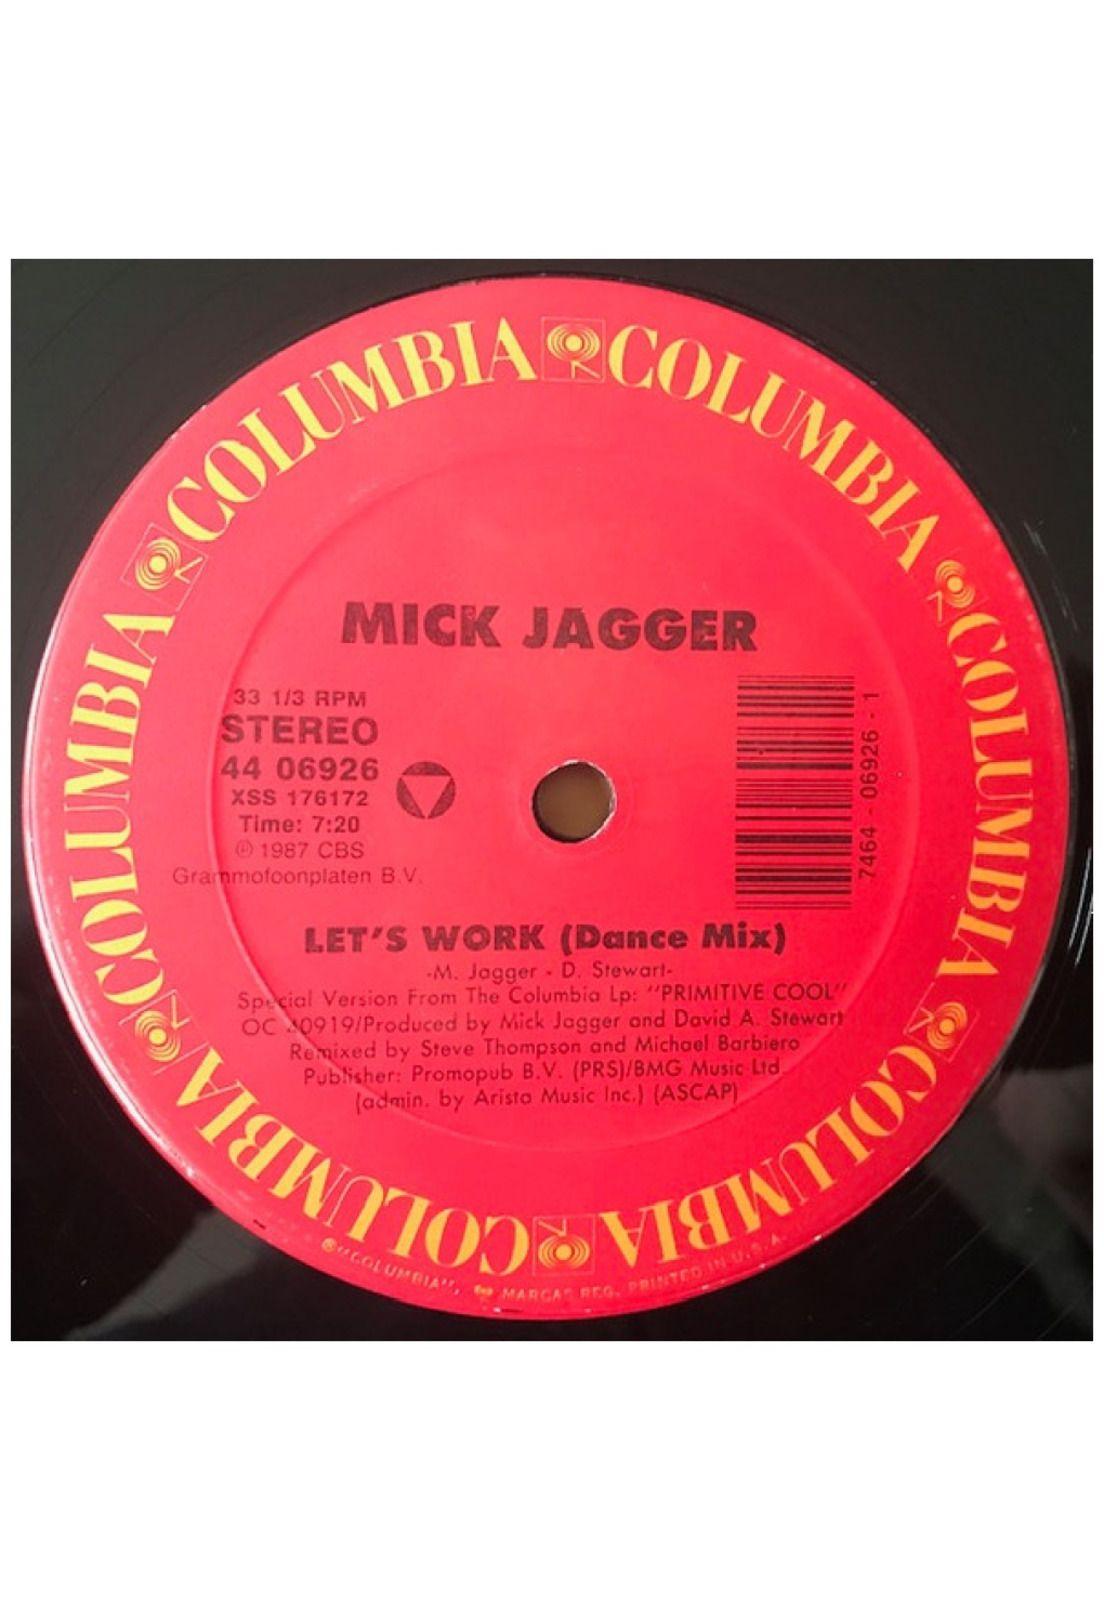 COLUMBIA COLUMBIA COLUMBIA COLUMBIA COLUMBIA COLUMBIA COLUMBIA COLUMBIA
MICK JAGGER
33 1/3 RPM
STEREO
44 06926
XSS 176172
Time: 7:20
℗ 1987 CBS
Grammofoonplaten B.V.
7464 - 06926 - 1
LET'S WORK (Dance Mix)
-M. Jagger - D. Stewart-
Special Version From The Columbia Lp: "PRIMITIVE COOL"
OC 40919/Produced by Mick Jagger and David A. Stewart
Remixed by Steve Thompson and Michael Barbiero
Publisher: Promopub B.V. (PRS)/BMG Music Ltd.
(admin. by Arista Music Inc.) (ASCAP)
® "COLUMBIA", MARCAS REG. PRINTED IN U.S.A.